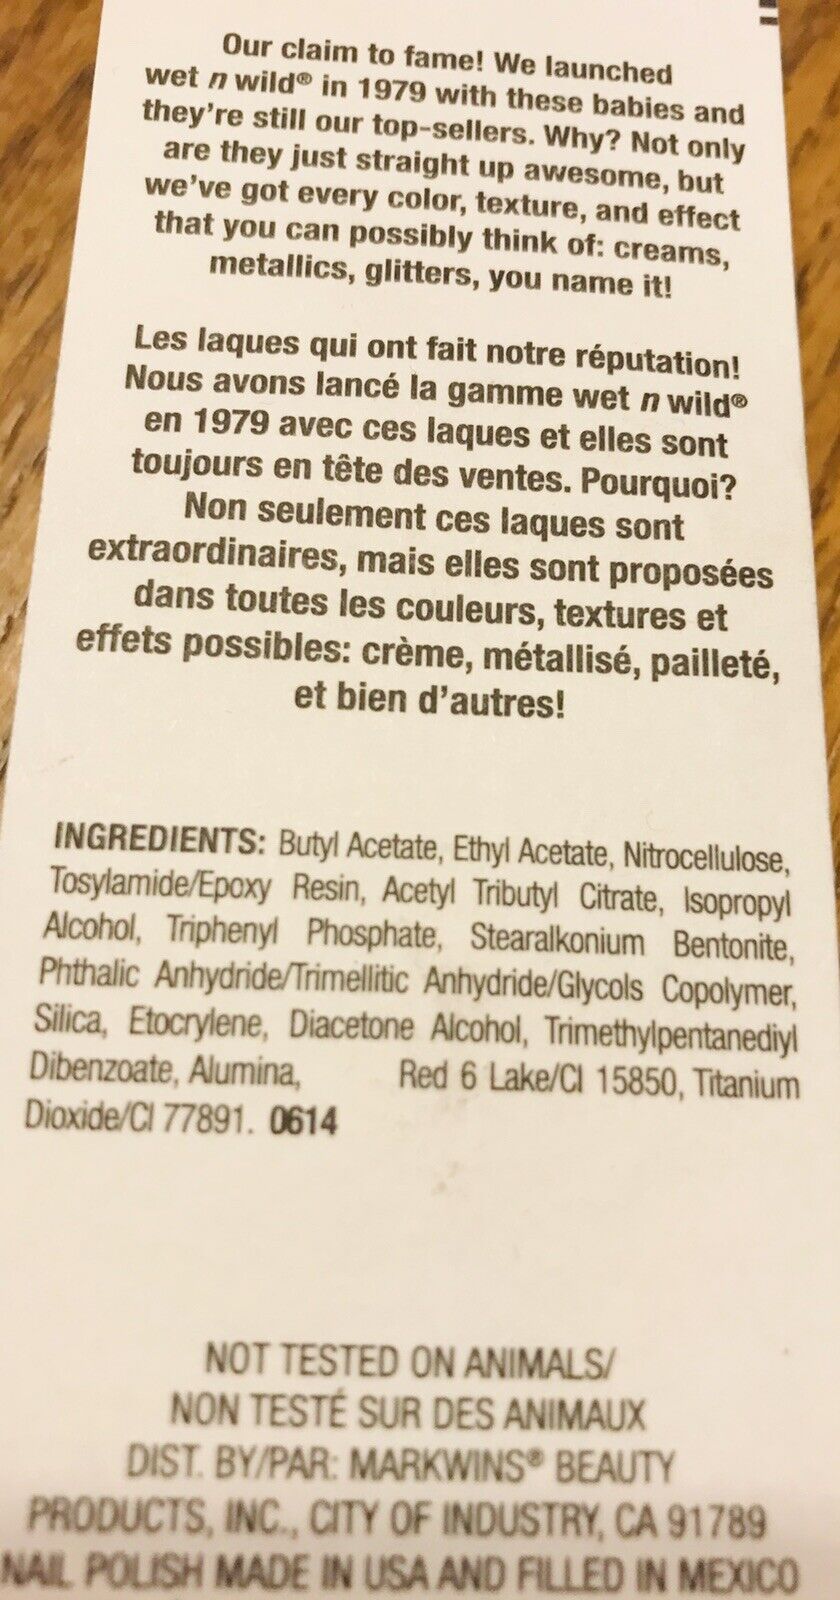 Our claim to fame! We launched
wet n wild® in 1979 with these babies and
they're still our top-sellers. Why? Not only
are they just straight up awesome, but
we've got every color, texture, and effect
that you can possibly think of: creams,
metallics, glitters, you name it!
Les laques qui ont fait notre réputation!
Nous avons lancé la gamme wet n wild®
en 1979 avec ces laques et elles sont
toujours en tête des ventes. Pourquoi?
Non seulement ces laques sont
extraordinaires, mais elles sont proposées
dans toutes les couleurs, textures et
effets possibles: crème, métallisé, pailleté,
et bien d'autres!
INGREDIENTS: Butyl Acetate, Ethyl Acetate, Nitrocellulose,
Tosylamide/Epoxy Resin, Acetyl Tributyl Citrate, Isopropyl
Alcohol, Triphenyl Phosphate, Stearalkonium Bentonite,
Phthalic Anhydride/Trimellitic Anhydride/Glycols Copolymer,
Silica, Etocrylene, Diacetone Alcohol, Trimethylpentanediyl
Dibenzoate, Alumina, Red 6 Lake/CI 15850, Titanium
Dioxide/CI 77891. 0614
NOT TESTED ON ANIMALS/
NON TESTÉ SUR DES ANIMAUX
DIST. BY/PAR: MARKWINS® BEAUTY
PRODUCTS, INC., CITY OF INDUSTRY, CA 91789
NAIL POLISH MADE IN USA AND FILLED IN MEXICO